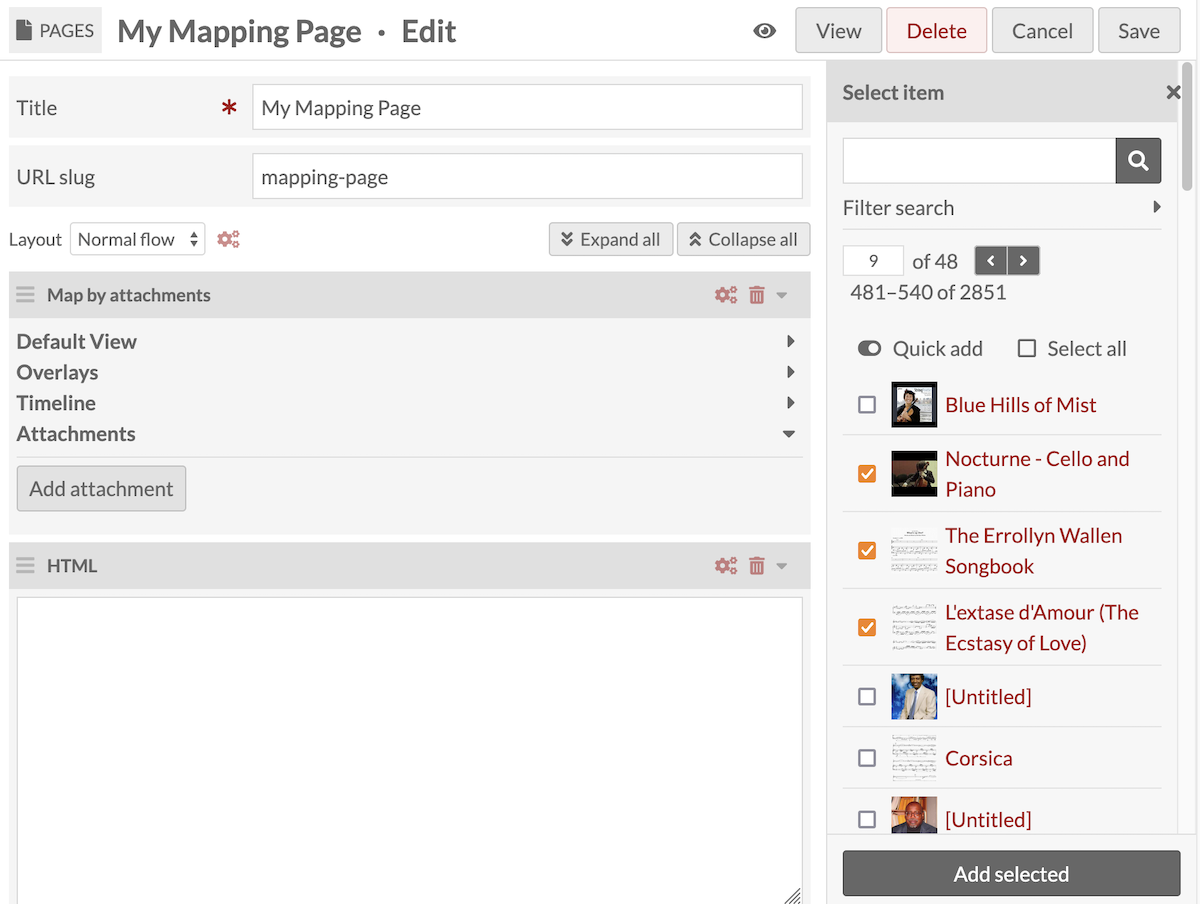 PAGES My Mapping Page · Edit View Delete Cancel Save
Title * My Mapping Page
URL slug mapping-page
Layout Normal flow Expand all Collapse all
Map by attachments
Default View
Overlays
Timeline
Attachments
Add attachment
HTML
Select item
Filter search
9 of 48
481–540 of 2851
Quick add Select all
Blue Hills of Mist
Nocturne - Cello and
Piano
The Errollyn Wallen
Songbook
L'extase d'Amour (The
Ecstasy of Love)
[Untitled]
Corsica
[Untitled]
Add selected